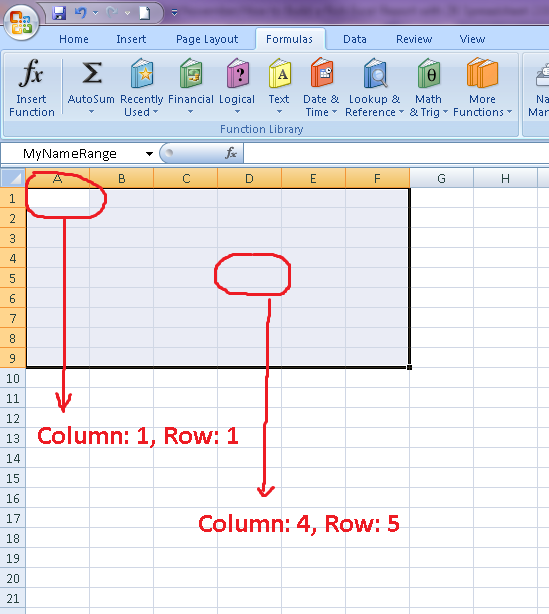 Home Insert Page Layout Formulas Data Review View
fx Σ A ? θ
Insert AutoSum Recently Financial Logical Text Date & Lookup & Math More
Function Used Time Reference & Trig Functions
Function Library
MyNameRange fx
A B C D E F G H
1
2
3
4
5
6
7
8
9
10
11
12
Column: 1, Row: 1
13
14
15
16
Column: 4, Row: 5
17
18
19
20
21